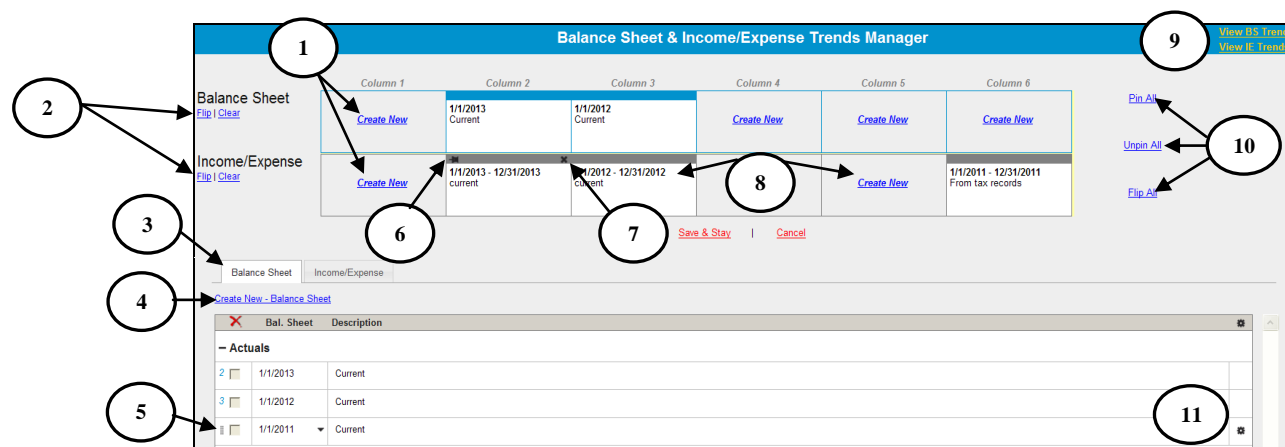 Balance Sheet & Income/Expense Trends Manager
View BS Trend
View IE Trends
1
9
2
Column 1 Column 2 Column 3 Column 4 Column 5 Column 6
Balance Sheet
Flip | Clear
Create New
1/1/2013
Current
1/1/2012
Current
Create New
Create New
Create New
Pin All
Unpin All
Flip All
10
Income/Expense
Flip | Clear
Create New
1/1/2013 - 12/31/2013
current
1/1/2012 - 12/31/2012
current
8
Create New
1/1/2011 - 12/31/2011
From tax records
3
6
7
Save & Stay | Cancel
Balance Sheet Income/Expense
4
Create New - Balance Sheet
Bal. Sheet Description
– Actuals
2 1/1/2013 Current
3 1/1/2012 Current
5
1/1/2011 Current
11